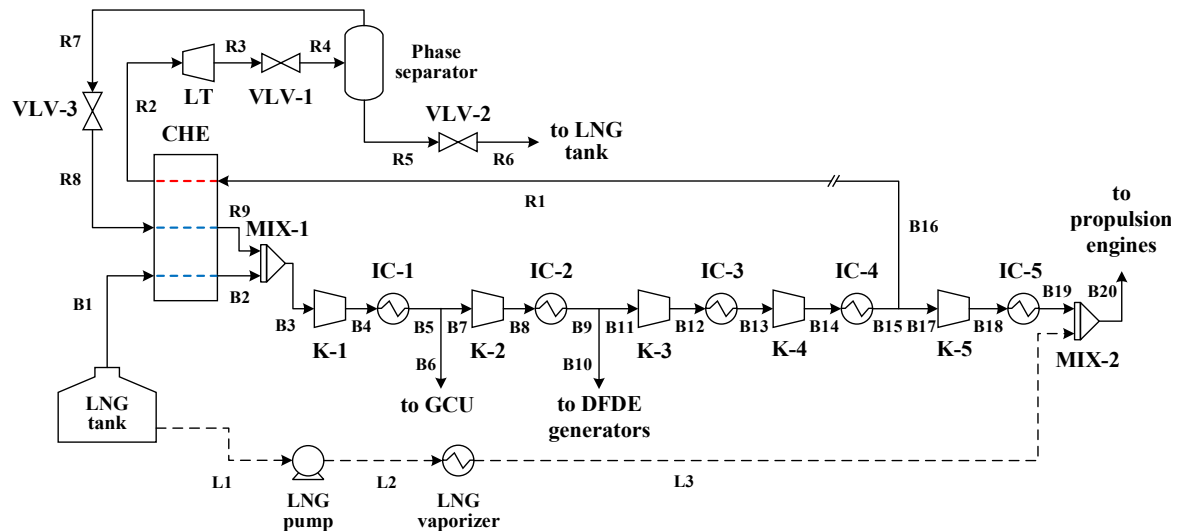 R7
R3
R4
Phase
separator
LT
VLV-1
R2
VLV-3
VLV-2
CHE
to LNG
tank
R5
R6
R8
R1
to
propulsion
engines
R9
MIX-1
B16
IC-1
IC-2
IC-3
IC-4
IC-5
B1
B2
B19
B20
B3
B4
B5
B7
B8
B9
B11
B12
B13
B14
B15
B17
B18
K-1
K-2
K-3
K-4
K-5
MIX-2
B6
B10
LNG
tank
to GCU
to DFDE
generators
L1
L2
L3
LNG
pump
LNG
vaporizer